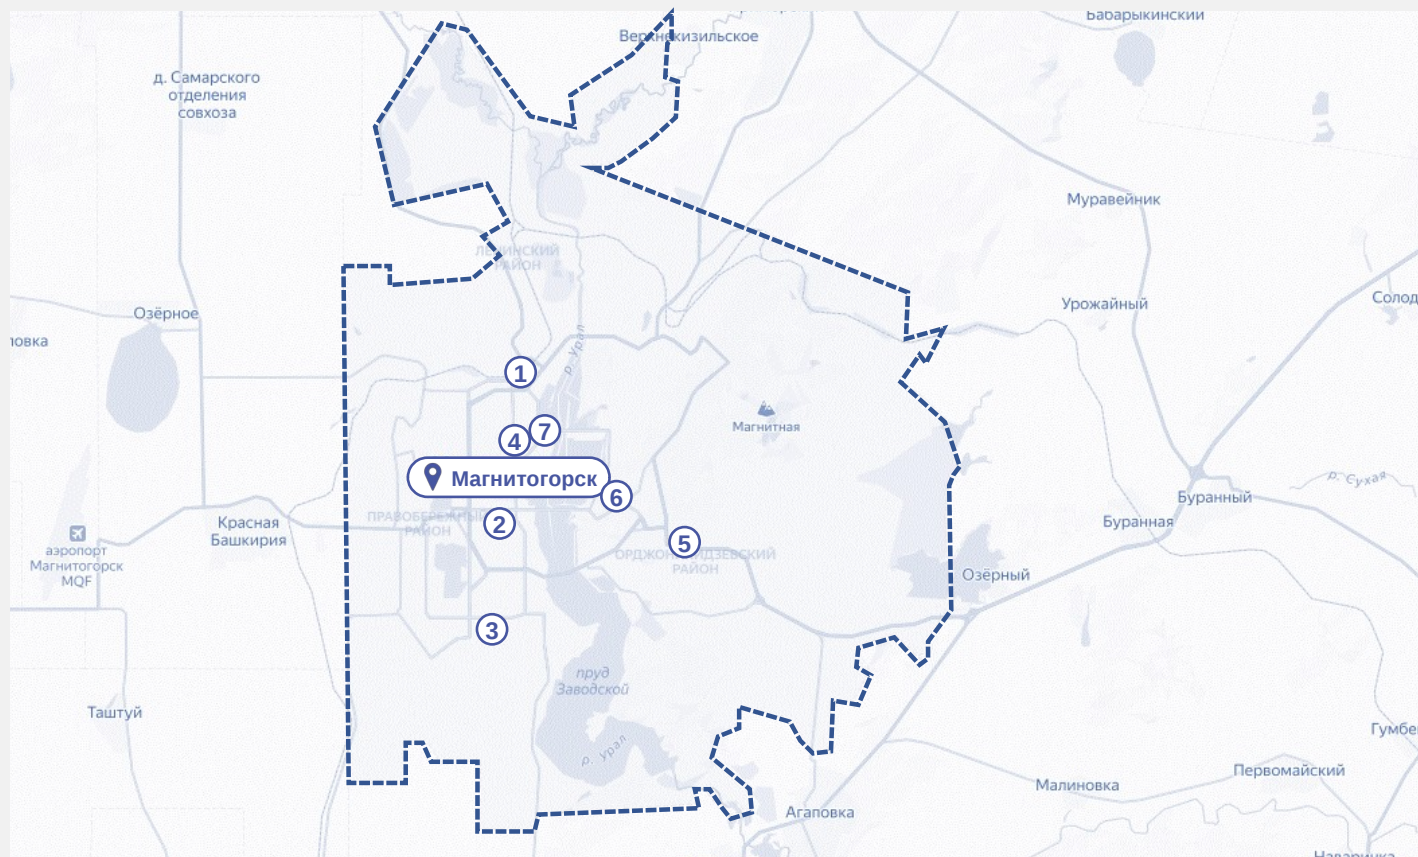 Бабарыкинский
Верхнекизильское
д. Самарского
отделения
совхоза
Муравейник
ЛЕНИНСКИЙ
РАЙОН
Солод
Урожайный
Озёрное
ловка
р. Урал
1
Магнитная
7
4
Магнитогорск
р. Сухая
6
Буранный
ПРАВОБЕРЕЖНЫЙ
РАЙОН
2
Красная
Башкирия
Буранная
5
аэропорт
Магнитогорск
MQF
ОРДЖОНИКИДЗЕВСКИЙ
РАЙОН
Озёрный
3
пруд
Заводской
Таштуй
Гумбе
р. Урал
Первомайский
Малиновка
Агаповка
Наваринка